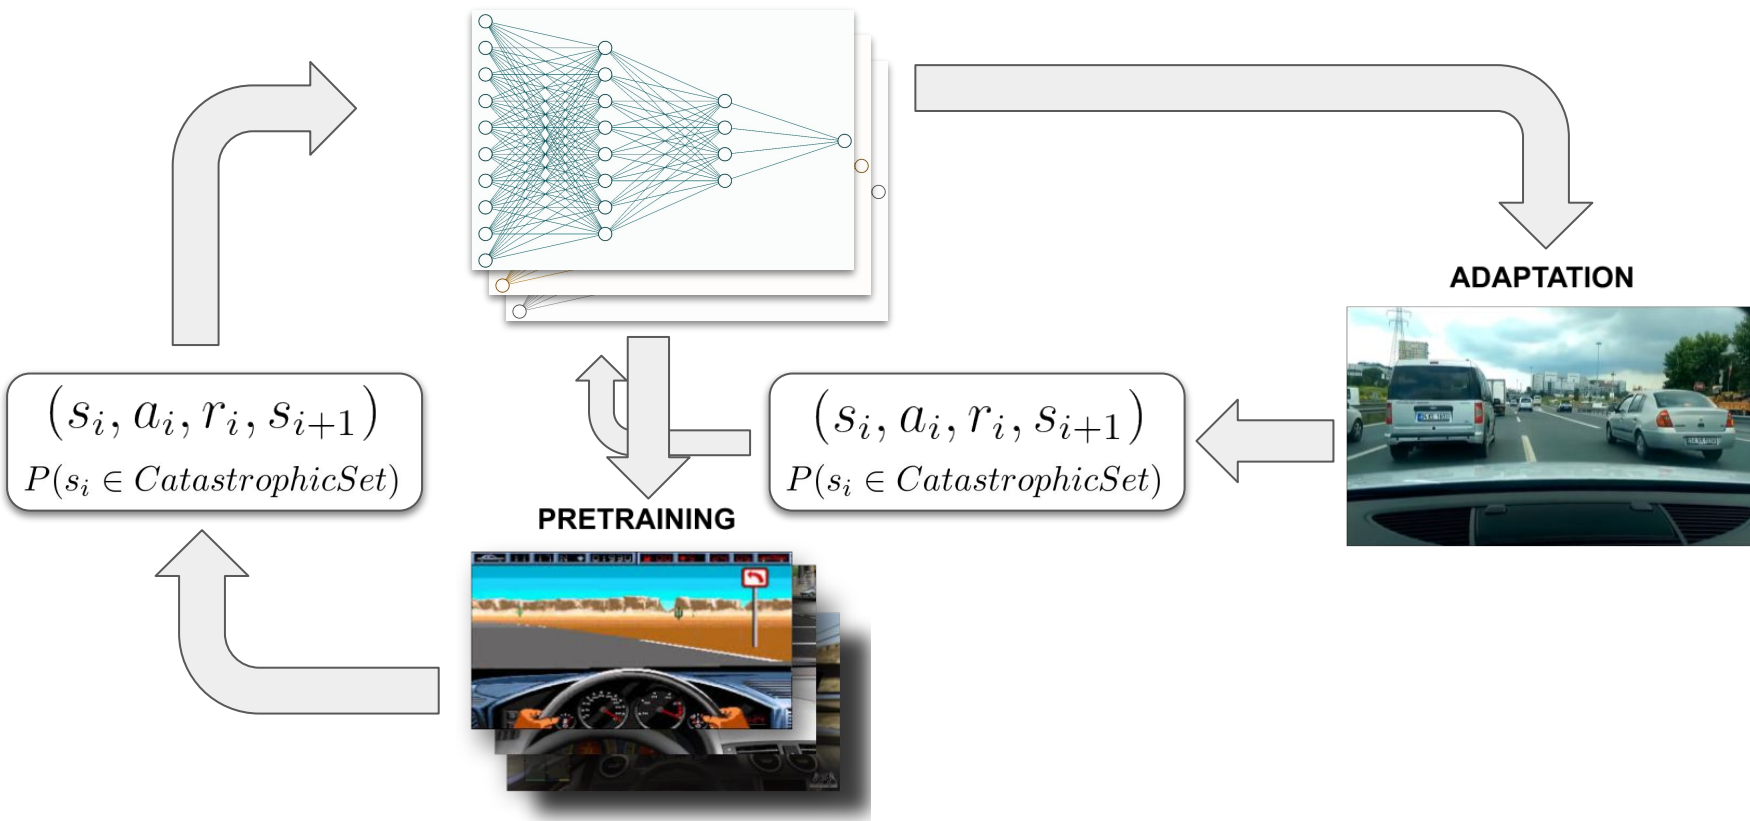 ADAPTATION
(s_i, a_i, r_i, s_{i+1})
P(s_i ∈ CatastrophicSet)
(s_i, a_i, r_i, s_{i+1})
P(s_i ∈ CatastrophicSet)
PRETRAINING